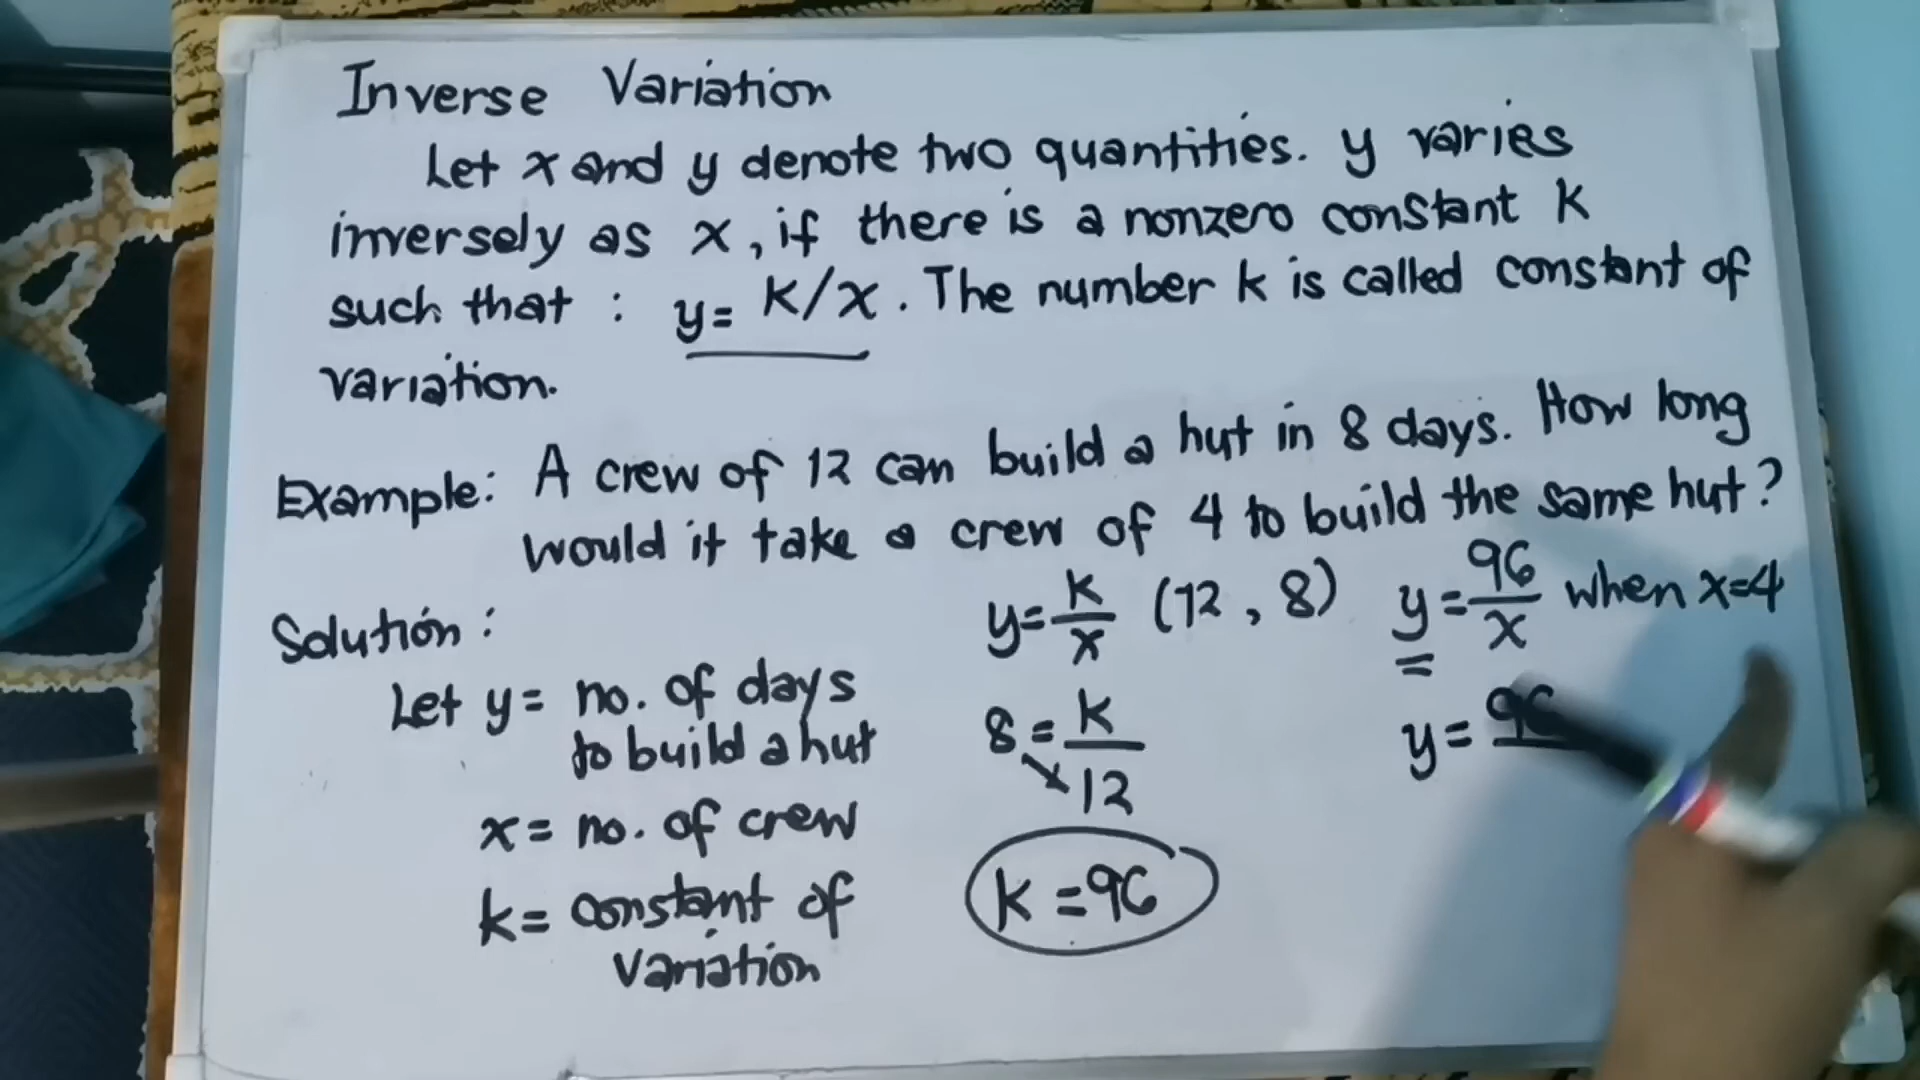 Inverse Variation
Let x and y denote two quantities. y varies
inversely as x, if there is a nonzero constant k
such that : y = k/x. The number k is called constant of
variation.
Example: A crew of 12 can build a hut in 8 days. How long
would it take a crew of 4 to build the same hut?
Solution:
Let y = no. of days
to build a hut
x = no. of crew
k = constant of
variation
y = k/x (12, 8)
8 = k/12
k = 96
y = 96/x when x=4
y = 96